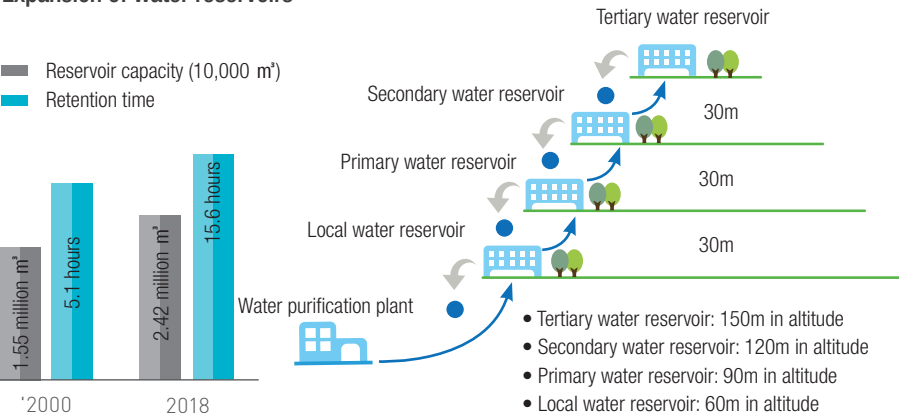 Expansion of water reservoirs
Reservoir capacity (10,000 m³)
Retention time
1.55 million m³
5.1 hours
2.42 million m³
15.6 hours
'2000
2018
Tertiary water reservoir
Secondary water reservoir
30m
Primary water reservoir
30m
Local water reservoir
30m
Water purification plant
• Tertiary water reservoir: 150m in altitude
• Secondary water reservoir: 120m in altitude
• Primary water reservoir: 90m in altitude
• Local water reservoir: 60m in altitude